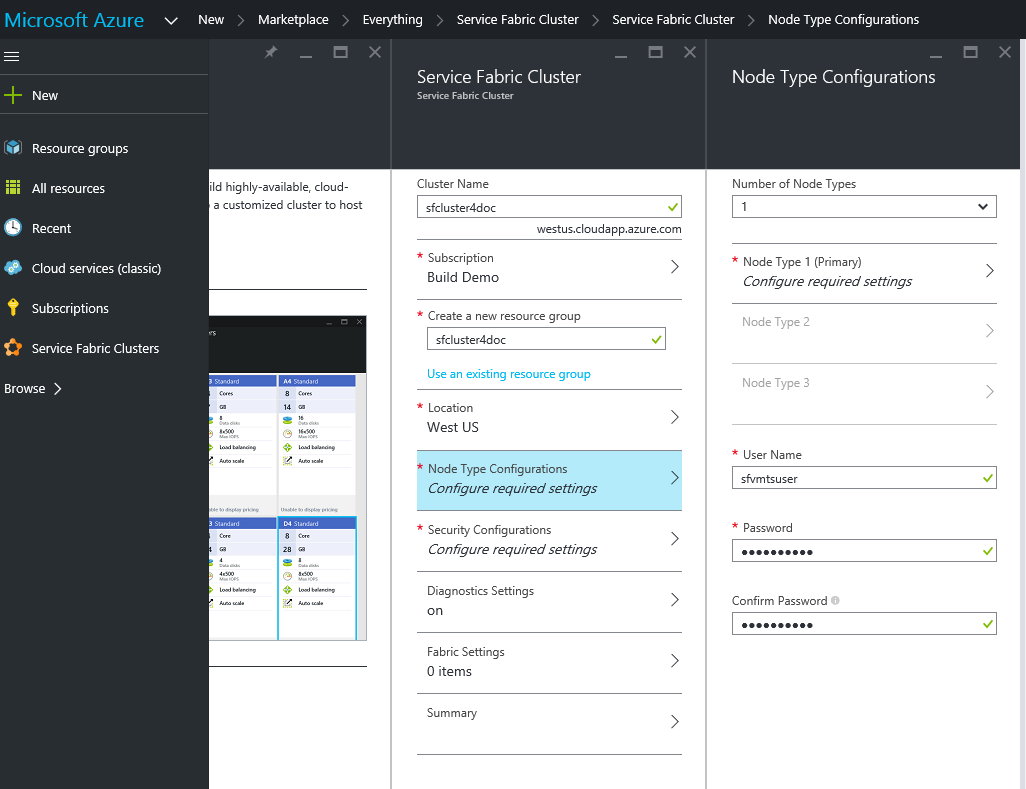 Microsoft Azure
New
Marketplace
Everything
Service Fabric Cluster
Service Fabric Cluster
Node Type Configurations
New
Resource groups
All resources
Recent
Cloud services (classic)
Subscriptions
Service Fabric Clusters
Browse
ild highly-available, cloud-
a customized cluster to host
Standard
A4 Standard
Cores
8 Cores
GB
14 GB
8
Data disks
16
Data disks
8x500
Max IOPS
16x500
Max IOPS
Load balancing
Load balancing
Auto scale
Auto scale
ble to display pricing
Unable to display pricing
Standard
D4 Standard
Core
8 Core
GB
28 GB
4
Data disks
8
Data disks
4x500
Max IOPS
8x500
Max IOPS
Load balancing
Load balancing
Auto scale
Auto scale
Service Fabric Cluster
Service Fabric Cluster
Cluster Name
sfcluster4doc
westus.cloudapp.azure.com
* Subscription
Build Demo
* Create a new resource group
sfcluster4doc
Use an existing resource group
* Location
West US
* Node Type Configurations
Configure required settings
* Security Configurations
Configure required settings
Diagnostics Settings
on
Fabric Settings
0 items
Summary
Node Type Configurations
Number of Node Types
1
* Node Type 1 (Primary)
Configure required settings
Node Type 2
Node Type 3
* User Name
sfvmtsuser
* Password
●●●●●●●●●●
Confirm Password
●●●●●●●●●●